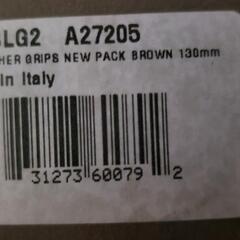 LG2 A27205
HER GRIPS NEW PACK BROWN 130mm
in Italy
31273 60079 2